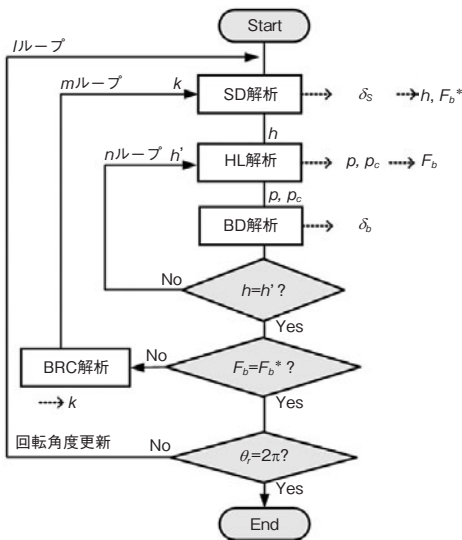 Start
lループ
mループ
k
SD解析
δS
h, Fb*
h
nループ
h'
HL解析
p, pc
Fb
p, pc
BD解析
δb
No
h=h'?
Yes
BRC解析
No
Fb=Fb*?
k
Yes
回転角度更新
No
θr=2π?
Yes
End